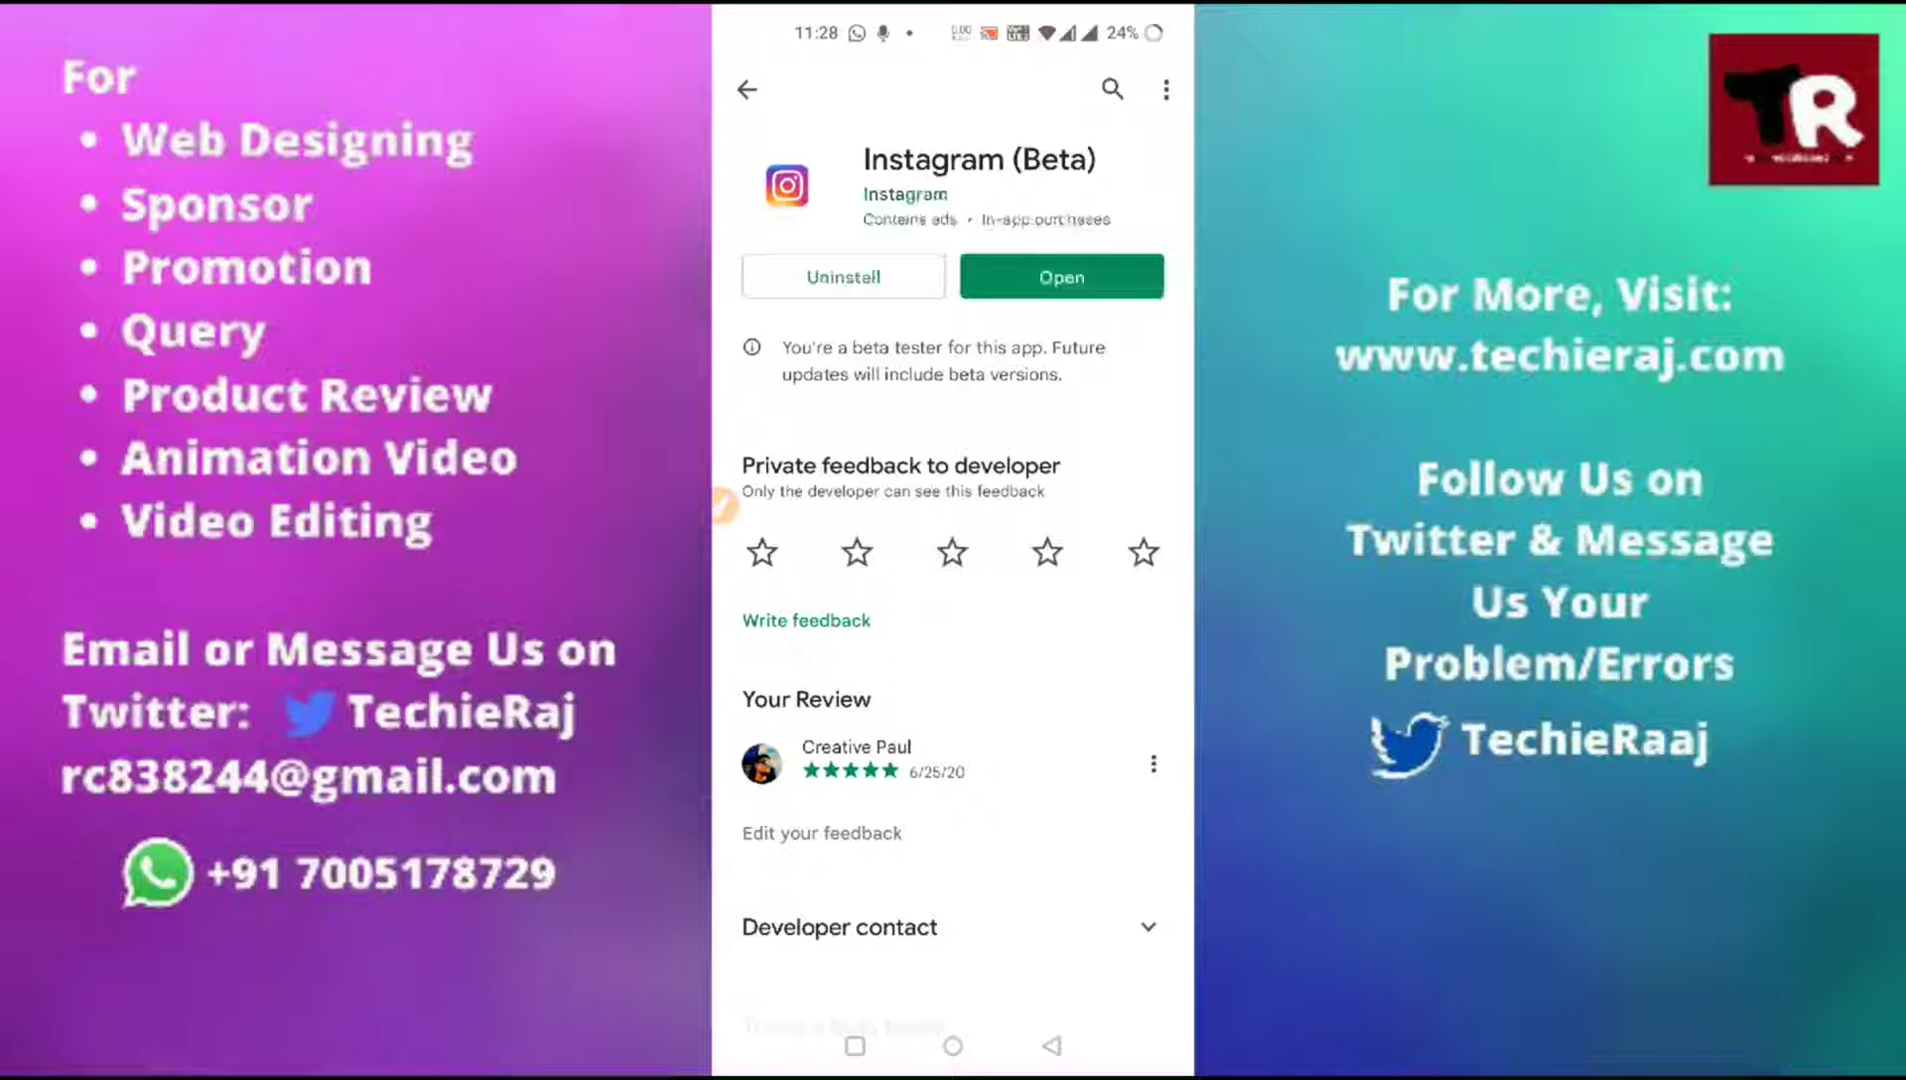 For
• Web Designing
• Sponsor
• Promotion
• Query
• Product Review
• Animation Video
• Video Editing
Email or Message Us on
Twitter: TechieRaj
rc838244@gmail.com
+91 7005178729
11:28
24%
Instagram (Beta)
Instagram
Contains ads • In-app purchases
Uninstall
Open
You're a beta tester for this app. Future
updates will include beta versions.
Private feedback to developer
Only the developer can see this feedback
Write feedback
Your Review
Creative Paul
6/25/20
Edit your feedback
Developer contact
TR
For More, Visit:
www.techieraj.com
Follow Us on
Twitter & Message
Us Your
Problem/Errors
TechieRaaj